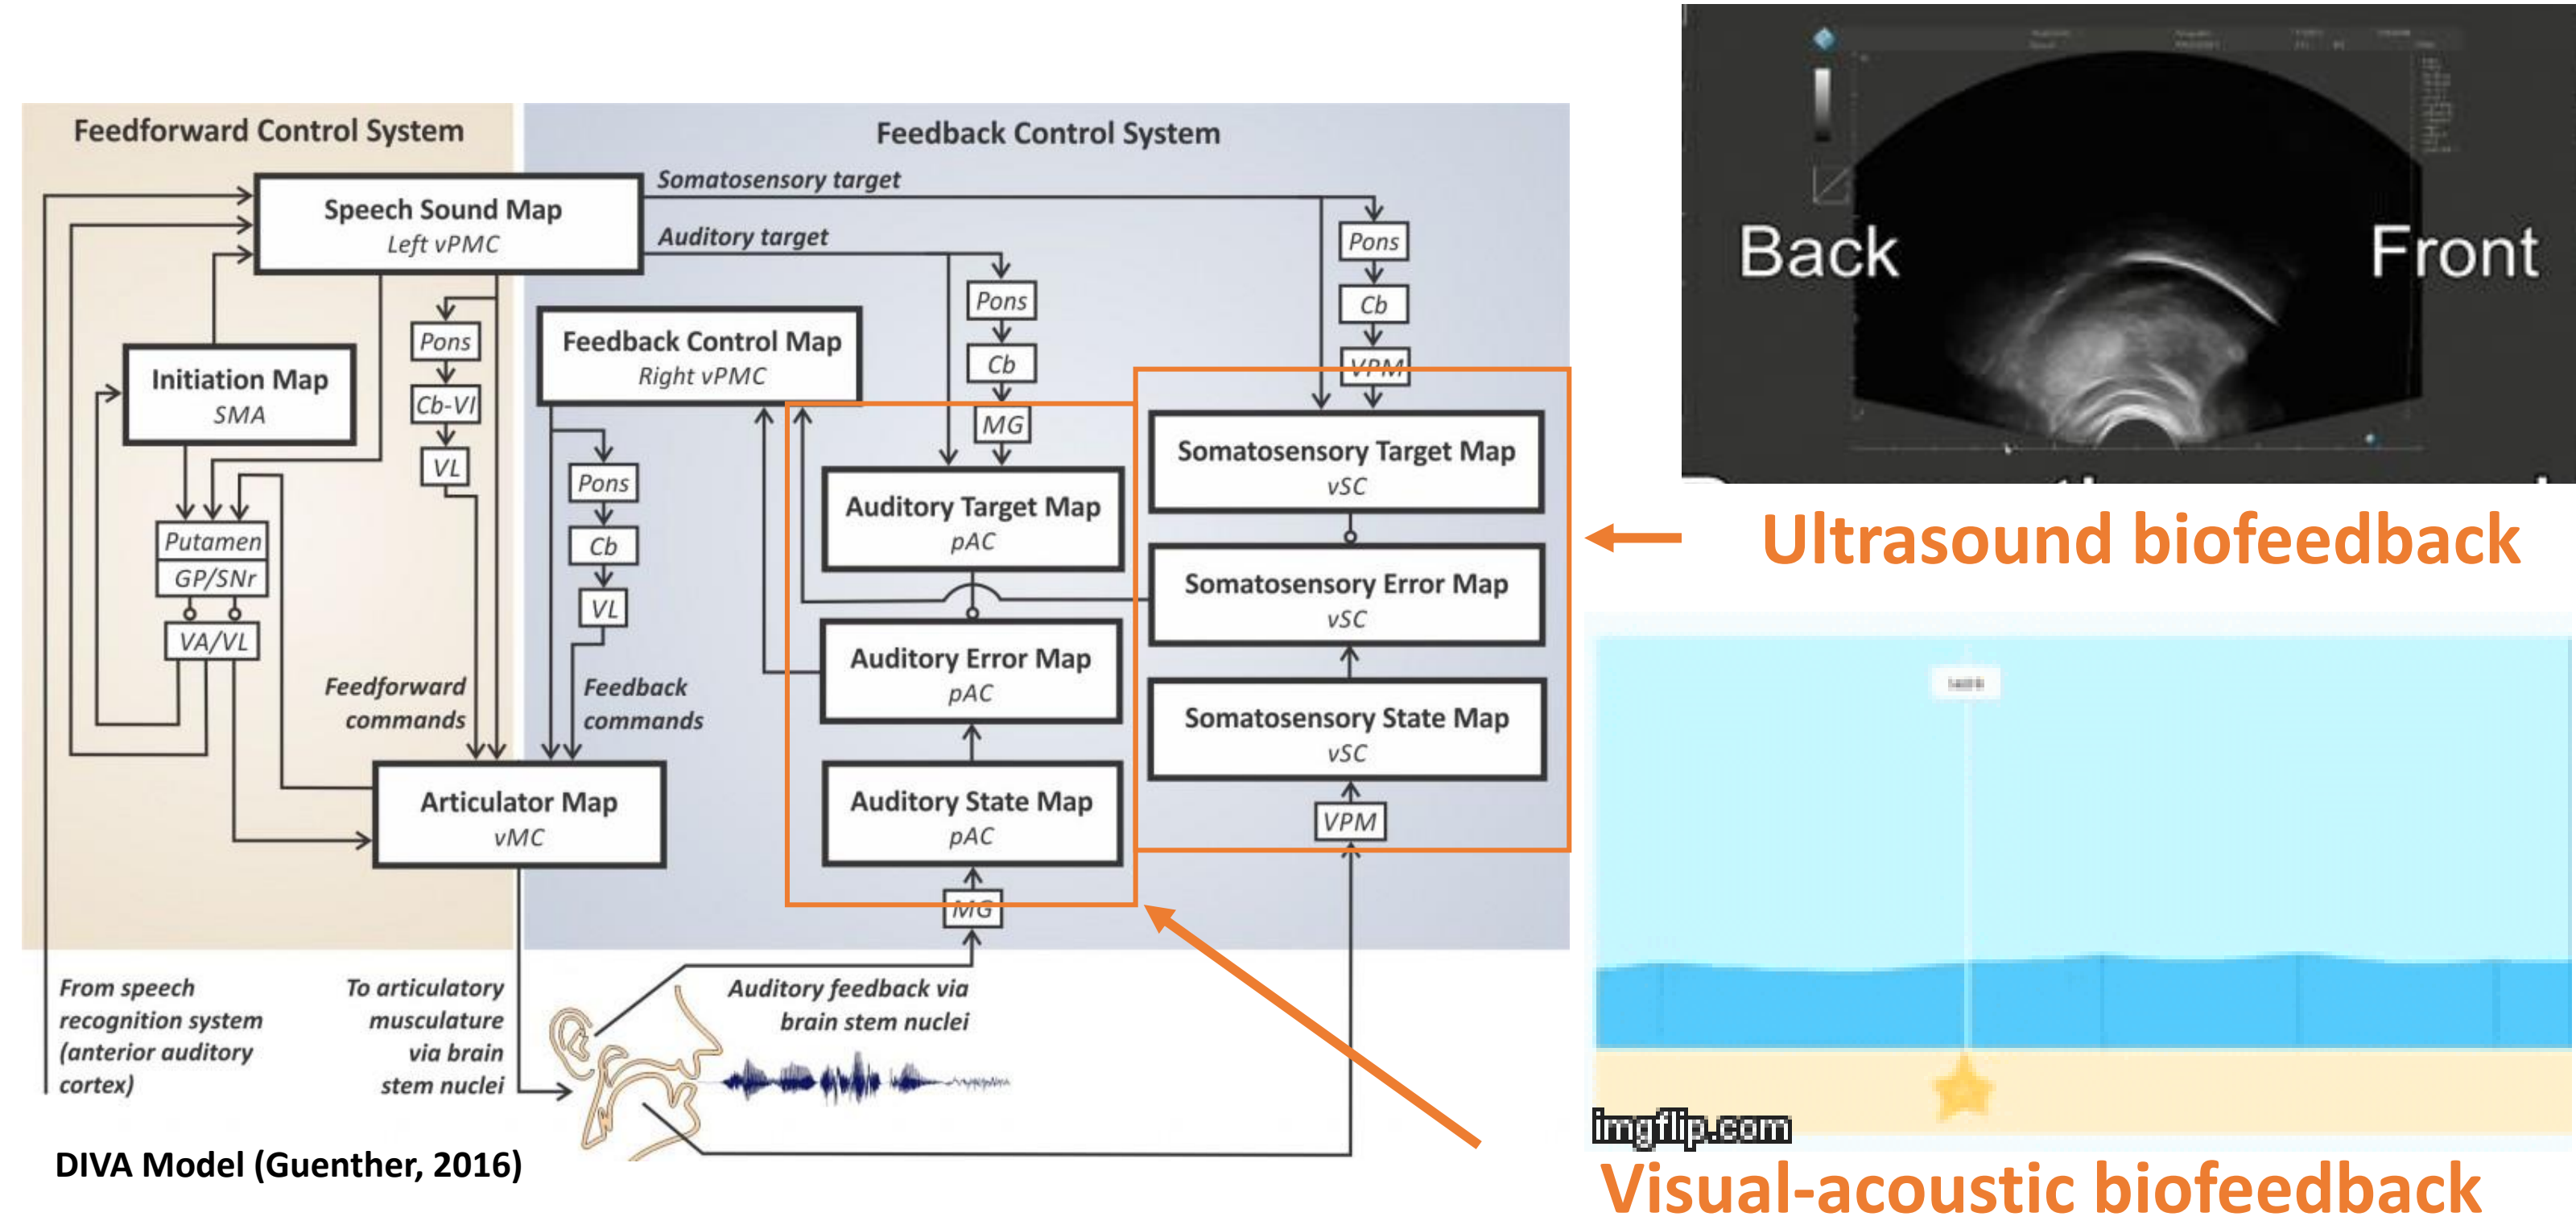 Feedforward Control System
Feedback Control System
Speech Sound Map
Left vPMC
Somatosensory target
Auditory target
Pons
Cb
VPM
Pons
Cb
MG
Initiation Map
SMA
Pons
Cb-VI
VL
Feedback Control Map
Right vPMC
Pons
Cb
VL
Putamen
GP/SNr
VA/VL
Feedforward
commands
Feedback
commands
Articulator Map
vMC
Auditory Target Map
pAC
Auditory Error Map
pAC
Auditory State Map
pAC
MG
Somatosensory Target Map
vSC
Somatosensory Error Map
vSC
Somatosensory State Map
vSC
VPM
From speech
recognition system
(anterior auditory
cortex)
To articulatory
musculature
via brain
stem nuclei
Auditory feedback via
brain stem nuclei
DIVA Model (Guenther, 2016)
Back
Front
Ultrasound biofeedback
imgflip.com
Visual-acoustic biofeedback